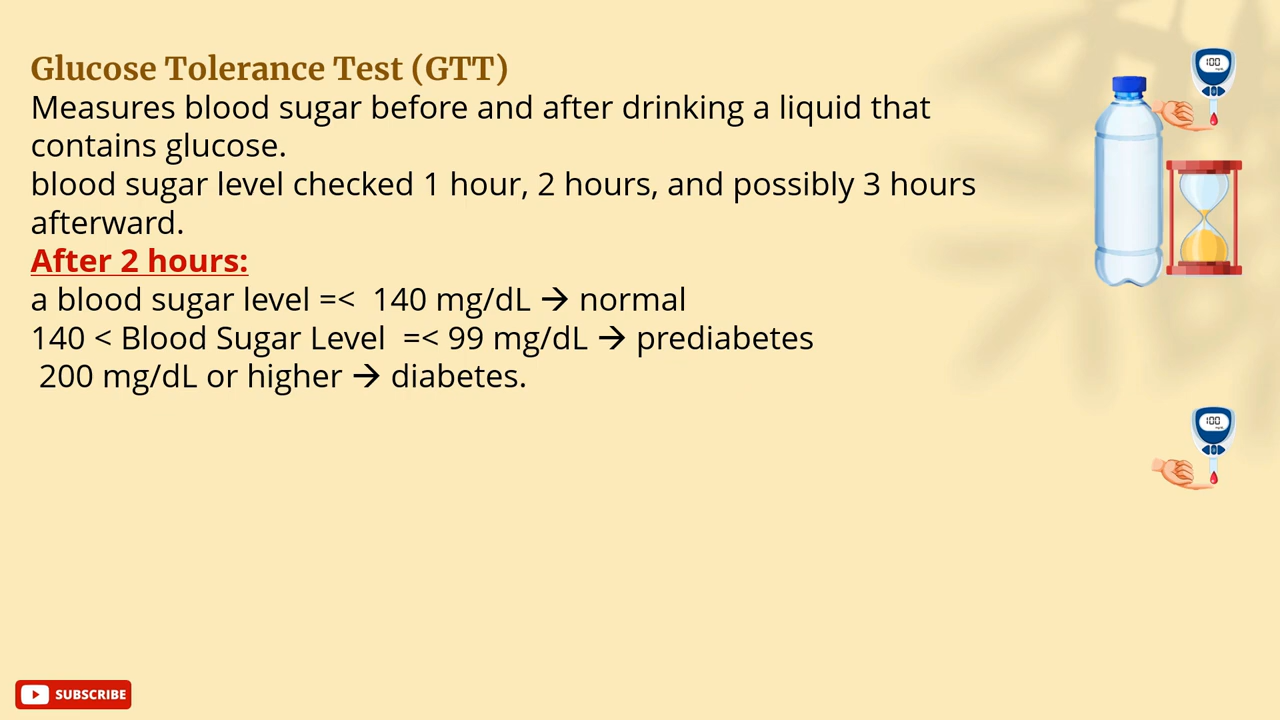 Glucose Tolerance Test (GTT)
Measures blood sugar before and after drinking a liquid that
contains glucose.
blood sugar level checked 1 hour, 2 hours, and possibly 3 hours
afterward.
After 2 hours:
a blood sugar level =<  140 mg/dL → normal
140 < Blood Sugar Level  =< 99 mg/dL → prediabetes
200 mg/dL or higher → diabetes.
100
100
SUBSCRIBE